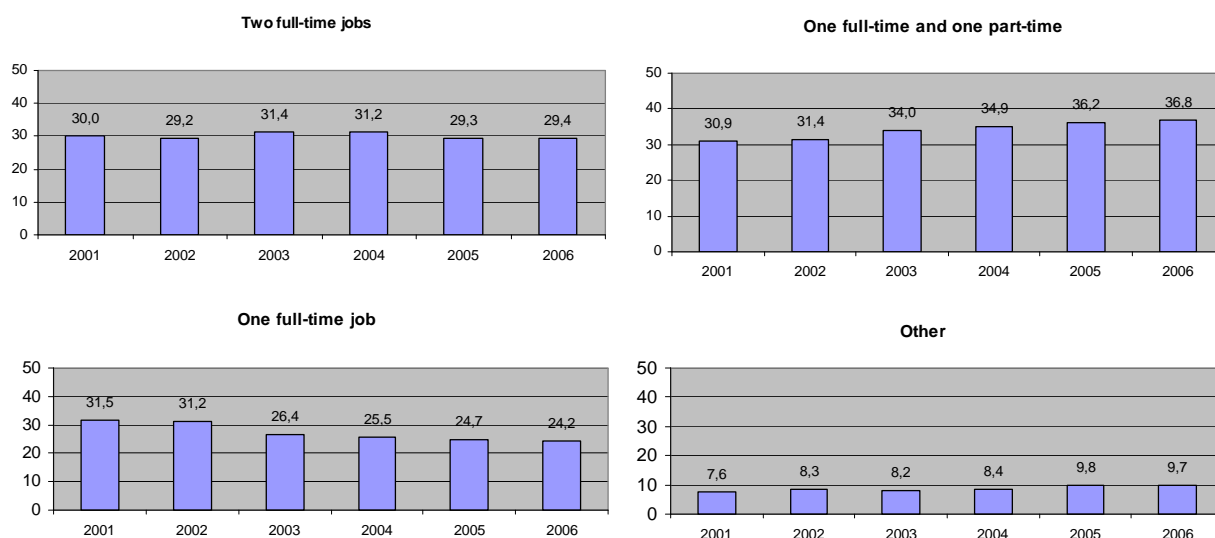 Two full-time jobs
50
40
30
20
10
0
30,0 29,2 31,4 31,2 29,3 29,4
2001 2002 2003 2004 2005 2006
One full-time and one part-time
50
40
30
20
10
0
30,9 31,4 34,0 34,9 36,2 36,8
2001 2002 2003 2004 2005 2006
One full-time job
50
40
30
20
10
0
31,5 31,2 26,4 25,5 24,7 24,2
2001 2002 2003 2004 2005 2006
Other
50
40
30
20
10
0
7,6 8,3 8,2 8,4 9,8 9,7
2001 2002 2003 2004 2005 2006